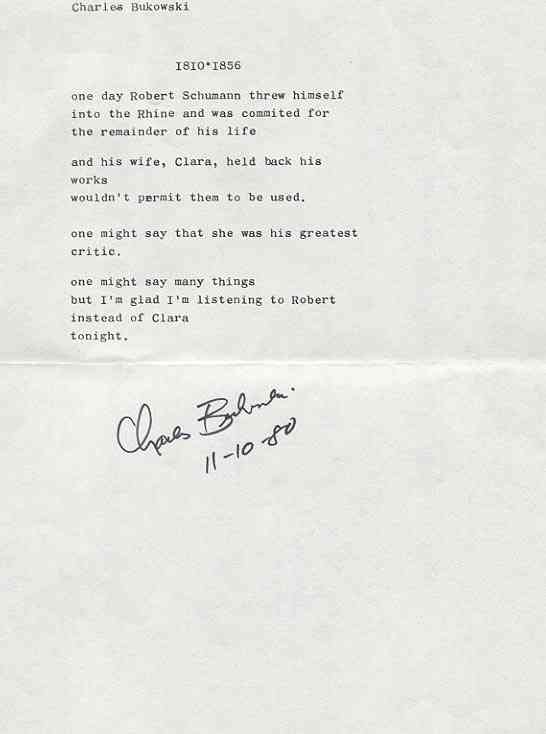 Charles Bukowski
1810*1856
one day Robert Schumann threw himself
into the Rhine and was commited for
the remainder of his life
and his wife, Clara, held back his
works
wouldn't permit them to be used.
one might say that she was his greatest
critic.
one might say many things
but I'm glad I'm listening to Robert
instead of Clara
tonight.
Charles Bukowski.
11-10-80